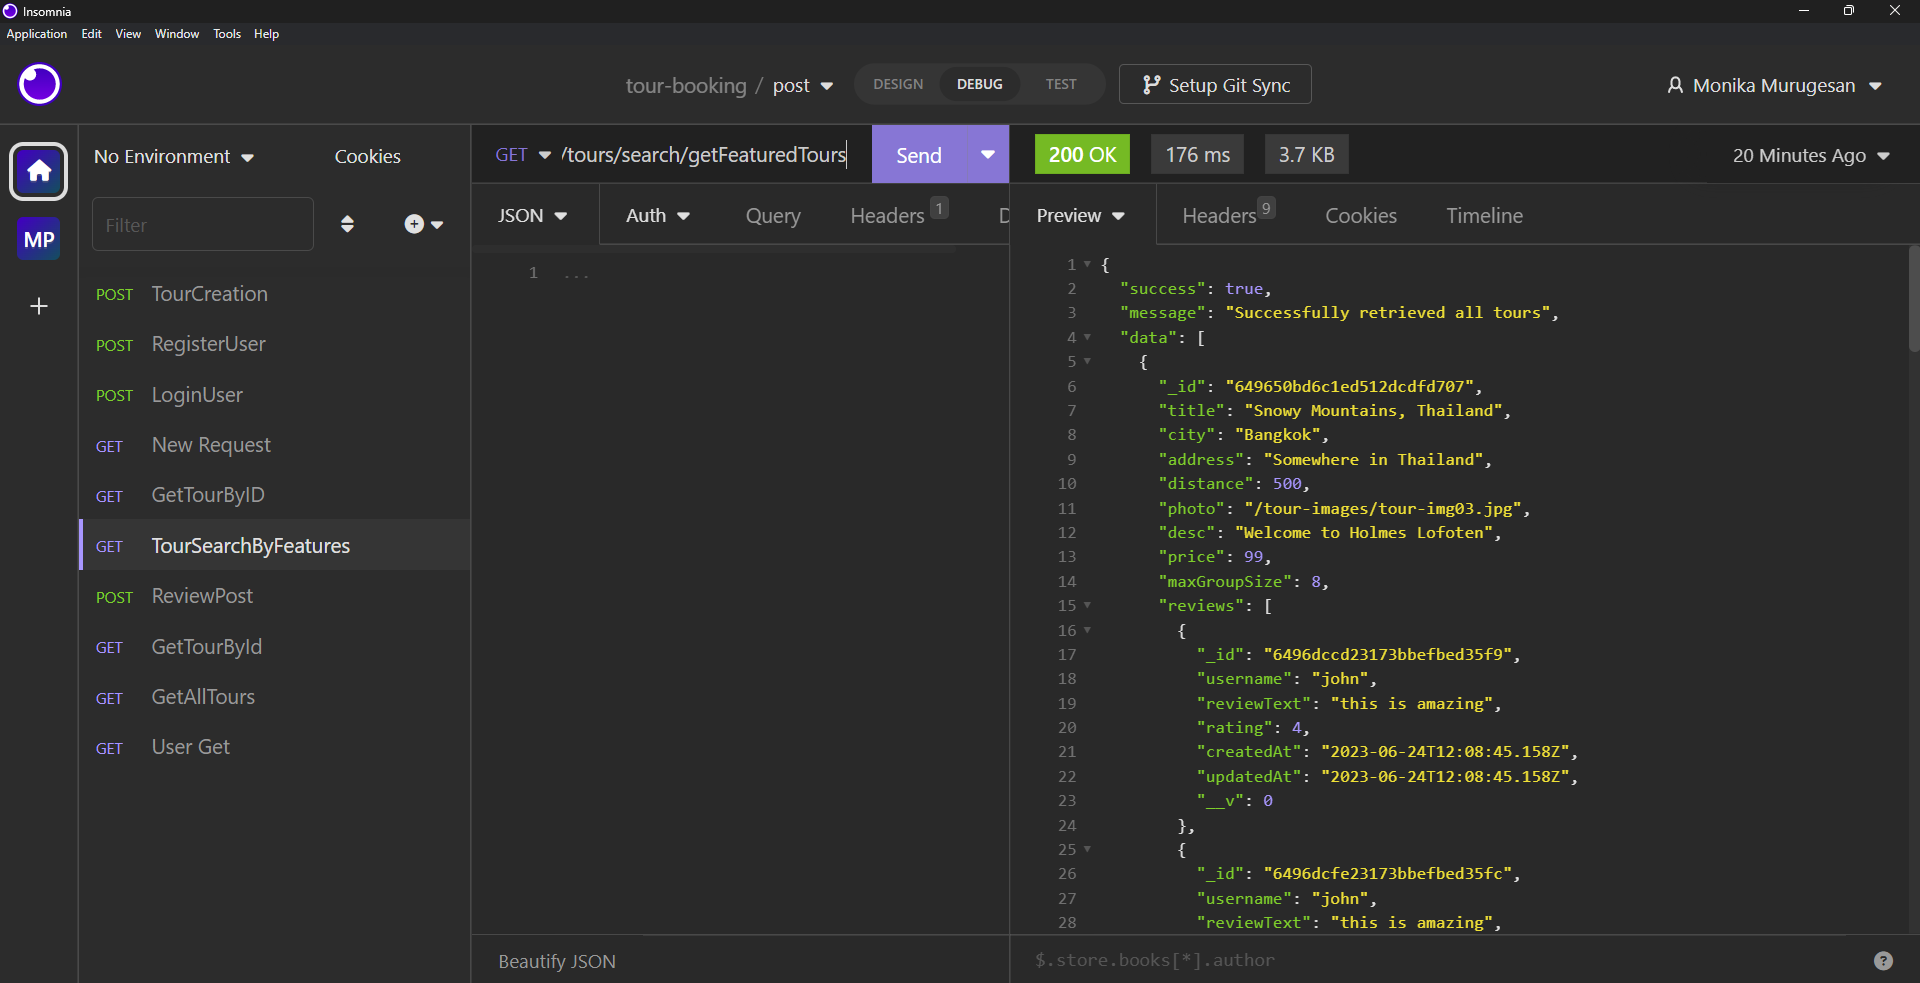 Insomnia
Application Edit View Window Tools Help
tour-booking / post DESIGN DEBUG TEST Setup Git Sync Monika Murugesan
No Environment Cookies
Filter
MP
POST TourCreation
POST RegisterUser
POST LoginUser
GET New Request
GET GetTourByID
GET TourSearchByFeatures
POST ReviewPost
GET GetTourById
GET GetAllTours
GET User Get
GET /tours/search/getFeaturedTours Send
JSON Auth Query Headers 1 D
1 ...
Beautify JSON
200 OK 176 ms 3.7 KB 20 Minutes Ago
Preview Headers 9 Cookies Timeline
1 {
2 "success": true,
3 "message": "Successfully retrieved all tours",
4 "data": [
5 {
6 "_id": "649650bd6c1ed512dcdfd707",
7 "title": "Snowy Mountains, Thailand",
8 "city": "Bangkok",
9 "address": "Somewhere in Thailand",
10 "distance": 500,
11 "photo": "/tour-images/tour-img03.jpg",
12 "desc": "Welcome to Holmes Lofoten",
13 "price": 99,
14 "maxGroupSize": 8,
15 "reviews": [
16 {
17 "_id": "6496dccd23173bbefbed35f9",
18 "username": "john",
19 "reviewText": "this is amazing",
20 "rating": 4,
21 "createdAt": "2023-06-24T12:08:45.158Z",
22 "updatedAt": "2023-06-24T12:08:45.158Z",
23 "__v": 0
24 },
25 {
26 "_id": "6496dcfe23173bbefbed35fc",
27 "username": "john",
28 "reviewText": "this is amazing",
$.store.books[*].author ?